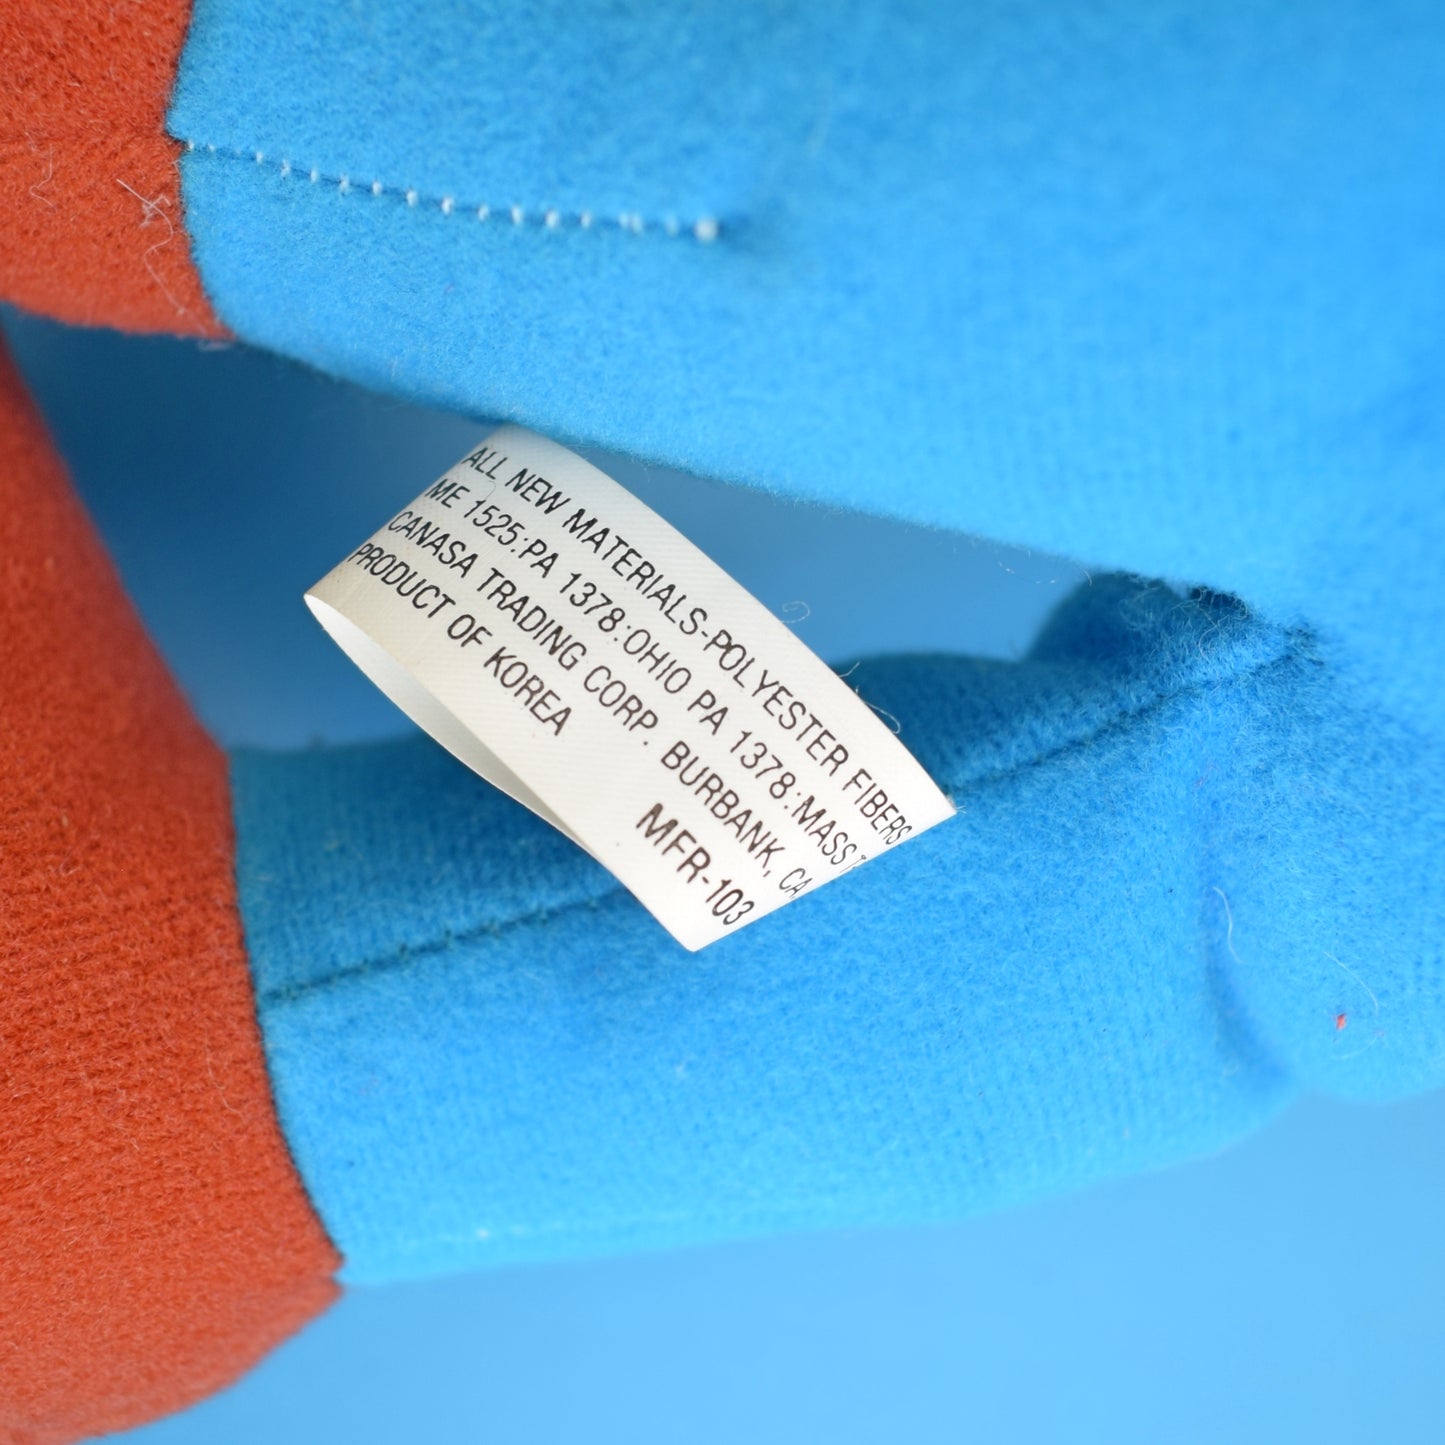 ALL NEW MATERIALS-POLYESTER FIBERS
ME 1525:PA 1378:OHIO PA 1378:MASS
CANASA TRADING CORP. BURBANK, CA
PRODUCT OF KOREA
MFR-103